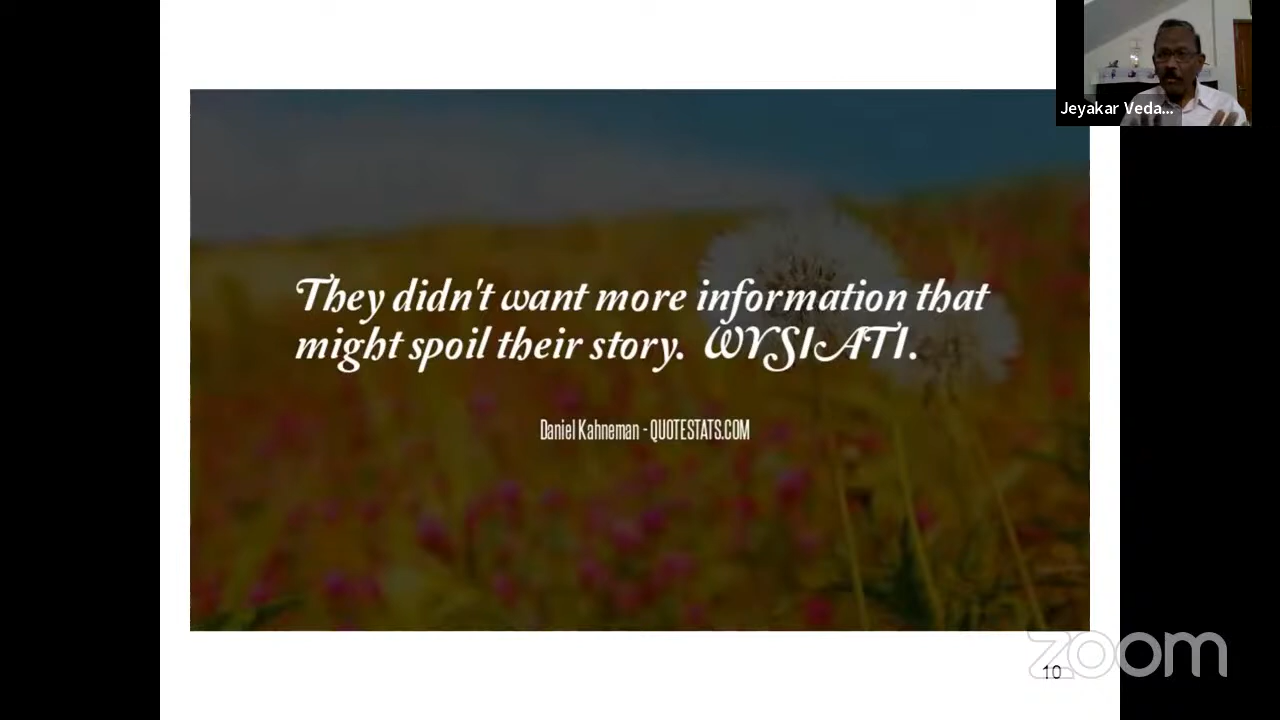 Jeyakar Veda...
They didn't want more information that
might spoil their story. WYSIATI.
Daniel Kahneman - QUOTESTATS.COM
zoom
10